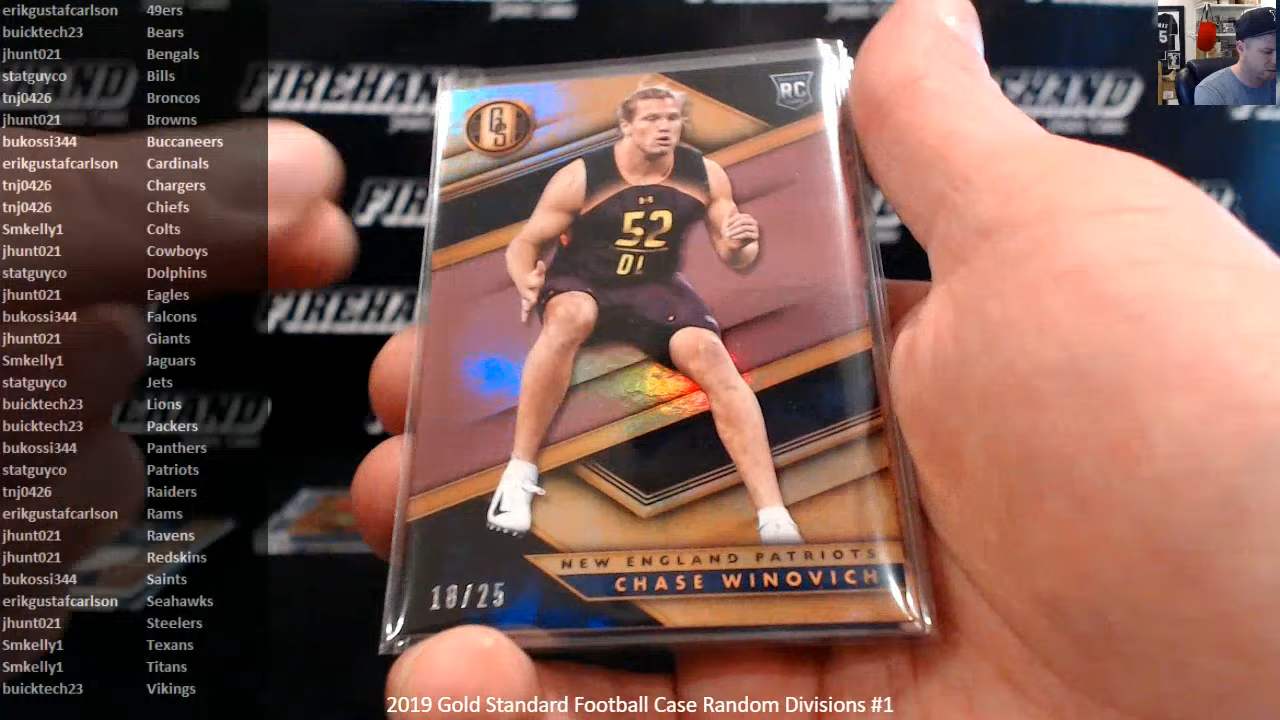 erikgustafcarlson 49ers
buicktech23 Bears
jhunt021 Bengals
statguyco Bills
tnj0426 Broncos
jhunt021 Browns
bukossi344 Buccaneers
erikgustafcarlson Cardinals
tnj0426 Chargers
tnj0426 Chiefs
Smkelly1 Colts
jhunt021 Cowboys
statguyco Dolphins
jhunt021 Eagles
bukossi344 Falcons
jhunt021 Giants
Smkelly1 Jaguars
statguyco Jets
buicktech23 Lions
buicktech23 Packers
bukossi344 Panthers
statguyco Patriots
tnj0426 Raiders
erikgustafcarlson Rams
jhunt021 Ravens
jhunt021 Redskins
bukossi344 Saints
erikgustafcarlson Seahawks
jhunt021 Steelers
Smkelly1 Texans
Smkelly1 Titans
buicktech23 Vikings
FIREHAND
GS
RC
52
NEW ENGLAND PATRIOTS
CHASE WINOVICH
18/25
2019 Gold Standard Football Case Random Divisions #1